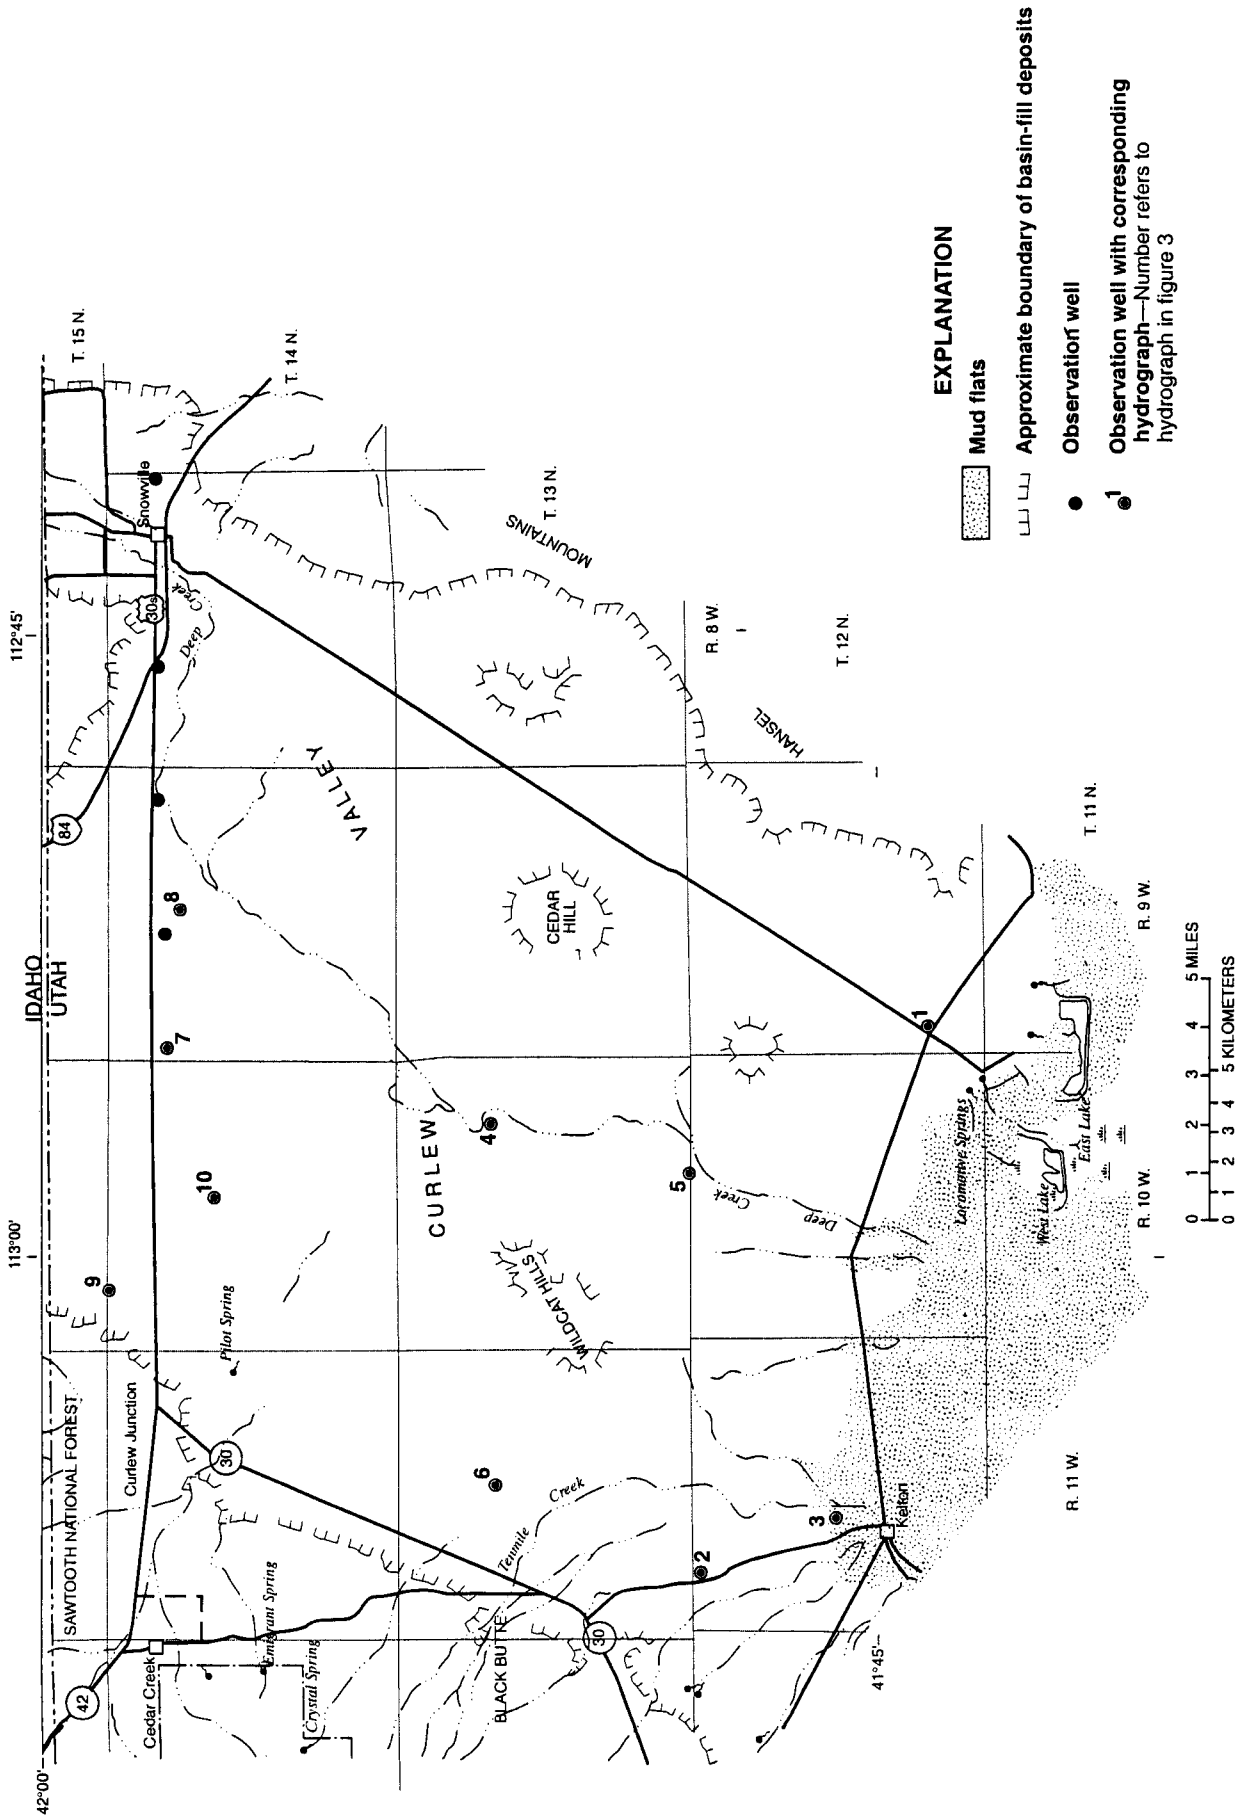 42°00'
113°00'
112°45'
IDAHO
UTAH
T. 15 N.
T. 14 N.
T. 13 N.
T. 12 N.
T. 11 N.
R. 8 W.
R. 9 W.
R. 10 W.
R. 11 W.
41°45'
42
SAWTOOTH NATIONAL FOREST
Curlew Junction
Cedar Creek
Emigrant Spring
Crystal Spring
Pilot Spring
30
84
30s
Snowville
Deep
Creek
9
10
7
8
CURLEW
VALLEY
4
5
6
2
3
1
CEDAR
HILL
WILDCAT HILLS
HANSEL
MOUNTAINS
Tenmile
Creek
BLACK BUTTE
30
Deep
Creek
Kelton
Locomotive Springs
West Lake
East Lake
0 1 2 3 4 5 MILES
0 1 2 3 4 5 KILOMETERS
EXPLANATION
Mud flats
Approximate boundary of basin-fill deposits
Observation well
1
Observation well with corresponding
hydrograph—Number refers to
hydrograph in figure 3